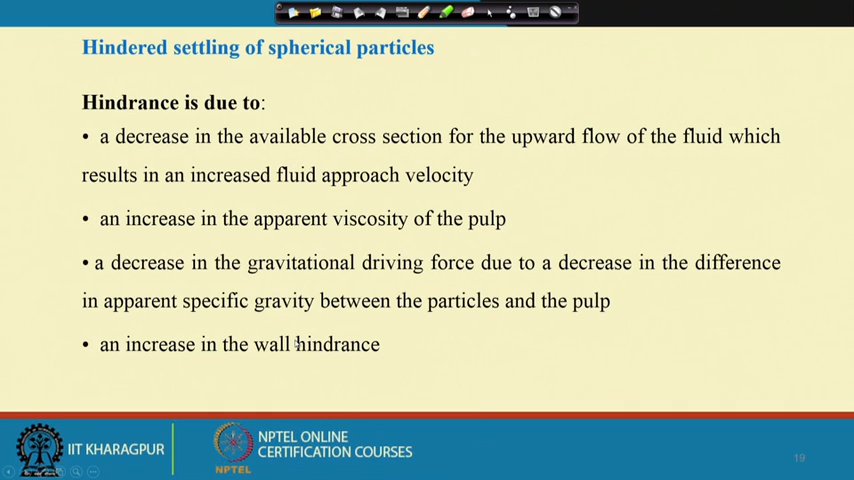 Hindered settling of spherical particles
Hindrance is due to:
• a decrease in the available cross section for the upward flow of the fluid which
results in an increased fluid approach velocity
• an increase in the apparent viscosity of the pulp
• a decrease in the gravitational driving force due to a decrease in the difference
in apparent specific gravity between the particles and the pulp
• an increase in the wall hindrance
IIT KHARAGPUR
NPTEL
NPTEL ONLINE
CERTIFICATION COURSES
19